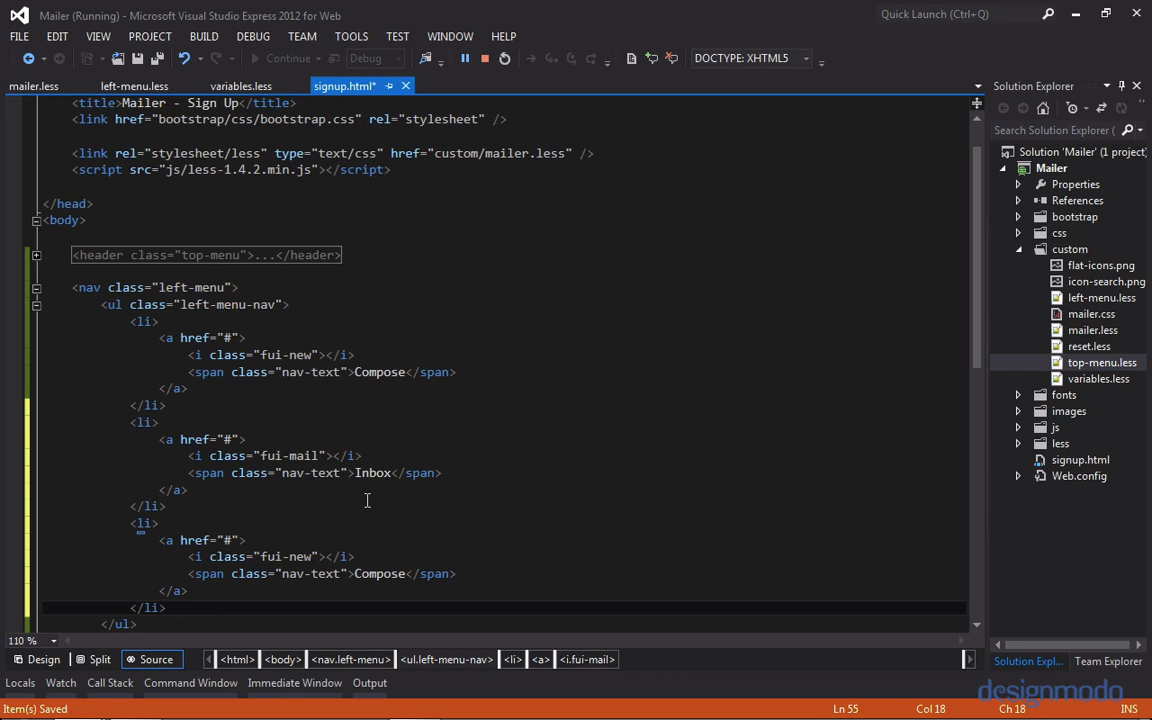 Mailer (Running) - Microsoft Visual Studio Express 2012 for Web
Quick Launch (Ctrl+Q)
FILE EDIT VIEW PROJECT BUILD DEBUG TEAM TOOLS TEST WINDOW HELP
Continue Debug DOCTYPE: XHTML5
mailer.less left-menu.less variables.less signup.html*
<title>Mailer - Sign Up</title>
<link href="bootstrap/css/bootstrap.css" rel="stylesheet" />
<link rel="stylesheet/less" type="text/css" href="custom/mailer.less" />
<script src="js/less-1.4.2.min.js"></script>
</head>
<body>
<header class="top-menu">...</header>
<nav class="left-menu">
<ul class="left-menu-nav">
<li>
<a href="#">
<i class="fui-new"></i>
<span class="nav-text">Compose</span>
</a>
</li>
<li>
<a href="#">
<i class="fui-mail"></i>
<span class="nav-text">Inbox</span>
</a>
</li>
<li>
<a href="#">
<i class="fui-new"></i>
<span class="nav-text">Compose</span>
</a>
</li>
</ul>
110 %
Design Split Source <html> <body> <nav.left-menu> <ul.left-menu-nav> <li> <a> <i.fui-mail>
Locals Watch Call Stack Command Window Immediate Window Output
Item(s) Saved Ln 55 Col 18 Ch 18 INS
Solution Explorer
Search Solution Explorer (
Solution 'Mailer' (1 project)
Mailer
Properties
References
bootstrap
css
custom
flat-icons.png
icon-search.png
left-menu.less
mailer.css
mailer.less
reset.less
top-menu.less
variables.less
fonts
images
js
less
signup.html
Web.config
Solution Expl... Team Explorer
designmodo